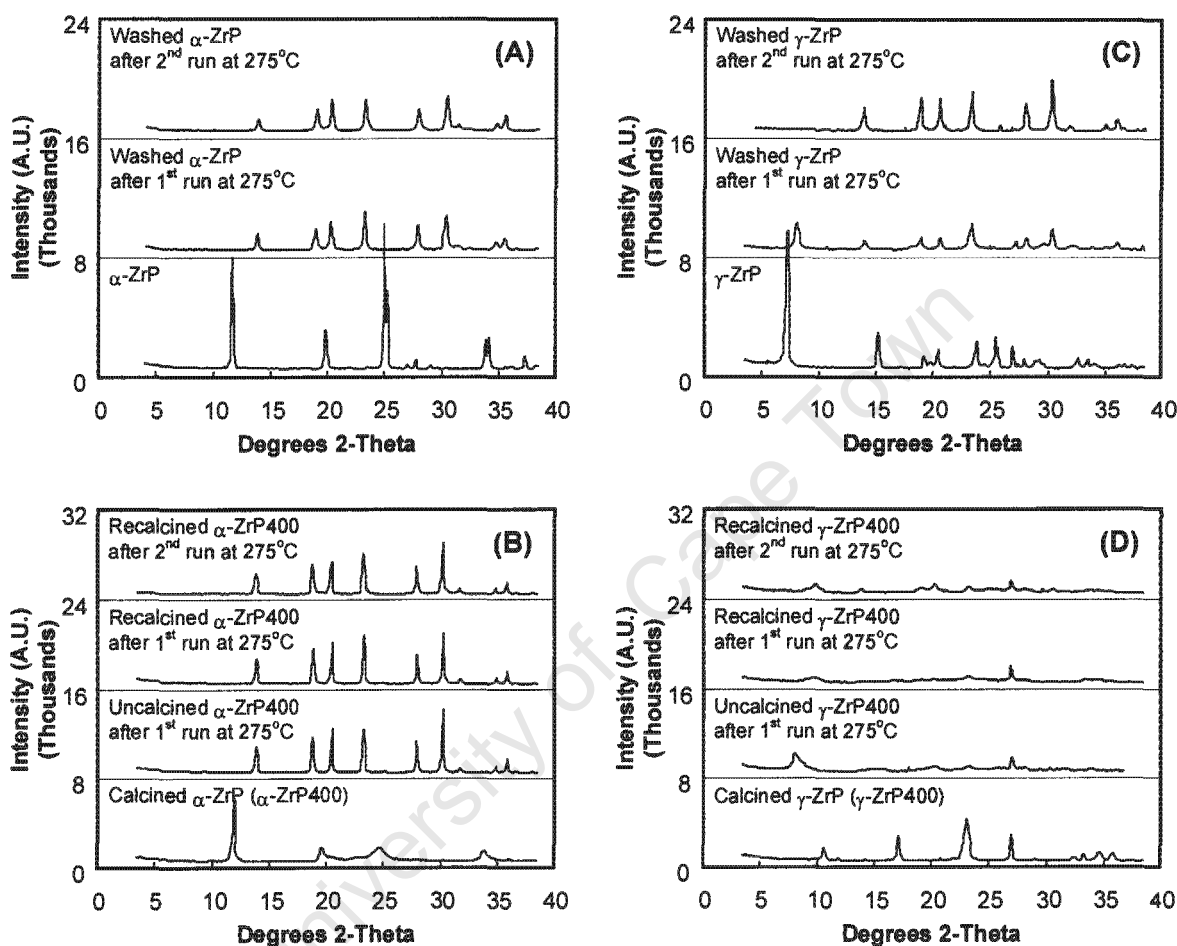 24
Washed α-ZrP
after 2nd run at 275°C
(A)
16
Washed α-ZrP
after 1st run at 275°C
8
α-ZrP
0
Intensity (A.U.)
(Thousands)
0 5 10 15 20 25 30 35 40
Degrees 2-Theta
24
Washed γ-ZrP
after 2nd run at 275°C
(C)
16
Washed γ-ZrP
after 1st run at 275°C
8
γ-ZrP
0
Intensity (A.U.)
(Thousands)
0 5 10 15 20 25 30 35 40
Degrees 2-Theta
32
Recalcined α-ZrP400
after 2nd run at 275°C
(B)
24
Recalcined α-ZrP400
after 1st run at 275°C
16
Uncalcined α-ZrP400
after 1st run at 275°C
8
Calcined α-ZrP (α-ZrP400)
0
Intensity (A.U.)
(Thousands)
0 5 10 15 20 25 30 35 40
Degrees 2-Theta
32
Recalcined γ-ZrP400
after 2nd run at 275°C
(D)
24
Recalcined γ-ZrP400
after 1st run at 275°C
16
Uncalcined γ-ZrP400
after 1st run at 275°C
8
Calcined γ-ZrP (γ-ZrP400)
0
Intensity (A.U.)
(Thousands)
0 5 10 15 20 25 30 35 40
Degrees 2-Theta
University of Cape Town